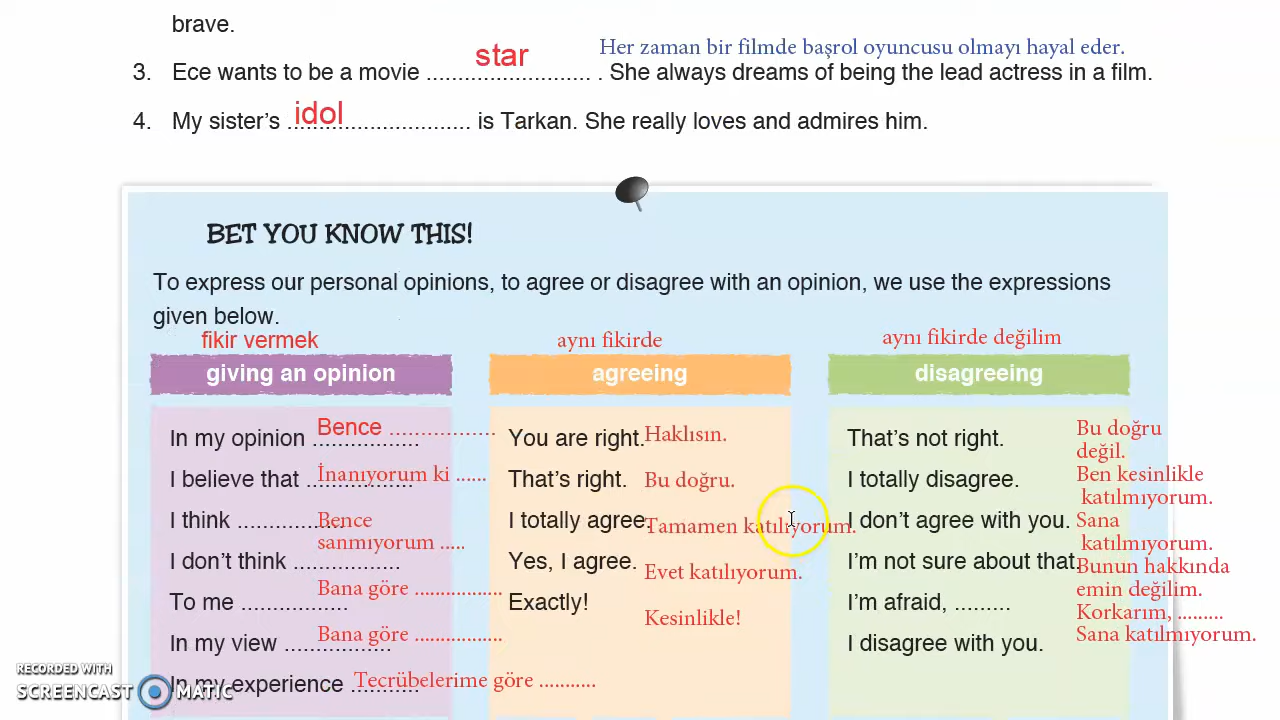 brave.
Her zaman bir filmde başrol oyuncusu olmayı hayal eder.
3. Ece wants to be a movie star .......................... . She always dreams of being the lead actress in a film.
4. My sister's idol ............................. is Tarkan. She really loves and admires him.
BET YOU KNOW THIS!
To express our personal opinions, to agree or disagree with an opinion, we use the expressions
given below.
fikir vermek
giving an opinion
In my opinion .................
Bence .................
I believe that .................
İnanıyorum ki ......
I think .................
Bence
I don't think .................
sanmıyorum .....
To me .................
Bana göre ................
In my view .................
Bana göre ................
In my experience ...........
Tecrübelerime göre ...........
aynı fikirde
agreeing
You are right.
Haklısın.
That's right.
Bu doğru.
I totally agree.
Tamamen katılıyorum.
Yes, I agree.
Evet katılıyorum.
Exactly!
Kesinlikle!
aynı fikirde değilim
disagreeing
That's not right.
Bu doğru
değil.
I totally disagree.
Ben kesinlikle
katılmıyorum.
I don't agree with you.
Sana
katılmıyorum.
I'm not sure about that.
Bunun hakkında
emin değilim.
I'm afraid, .........
Korkarım, .........
I disagree with you.
Sana katılmıyorum.
RECORDED WITH
SCREENCAST MATIC